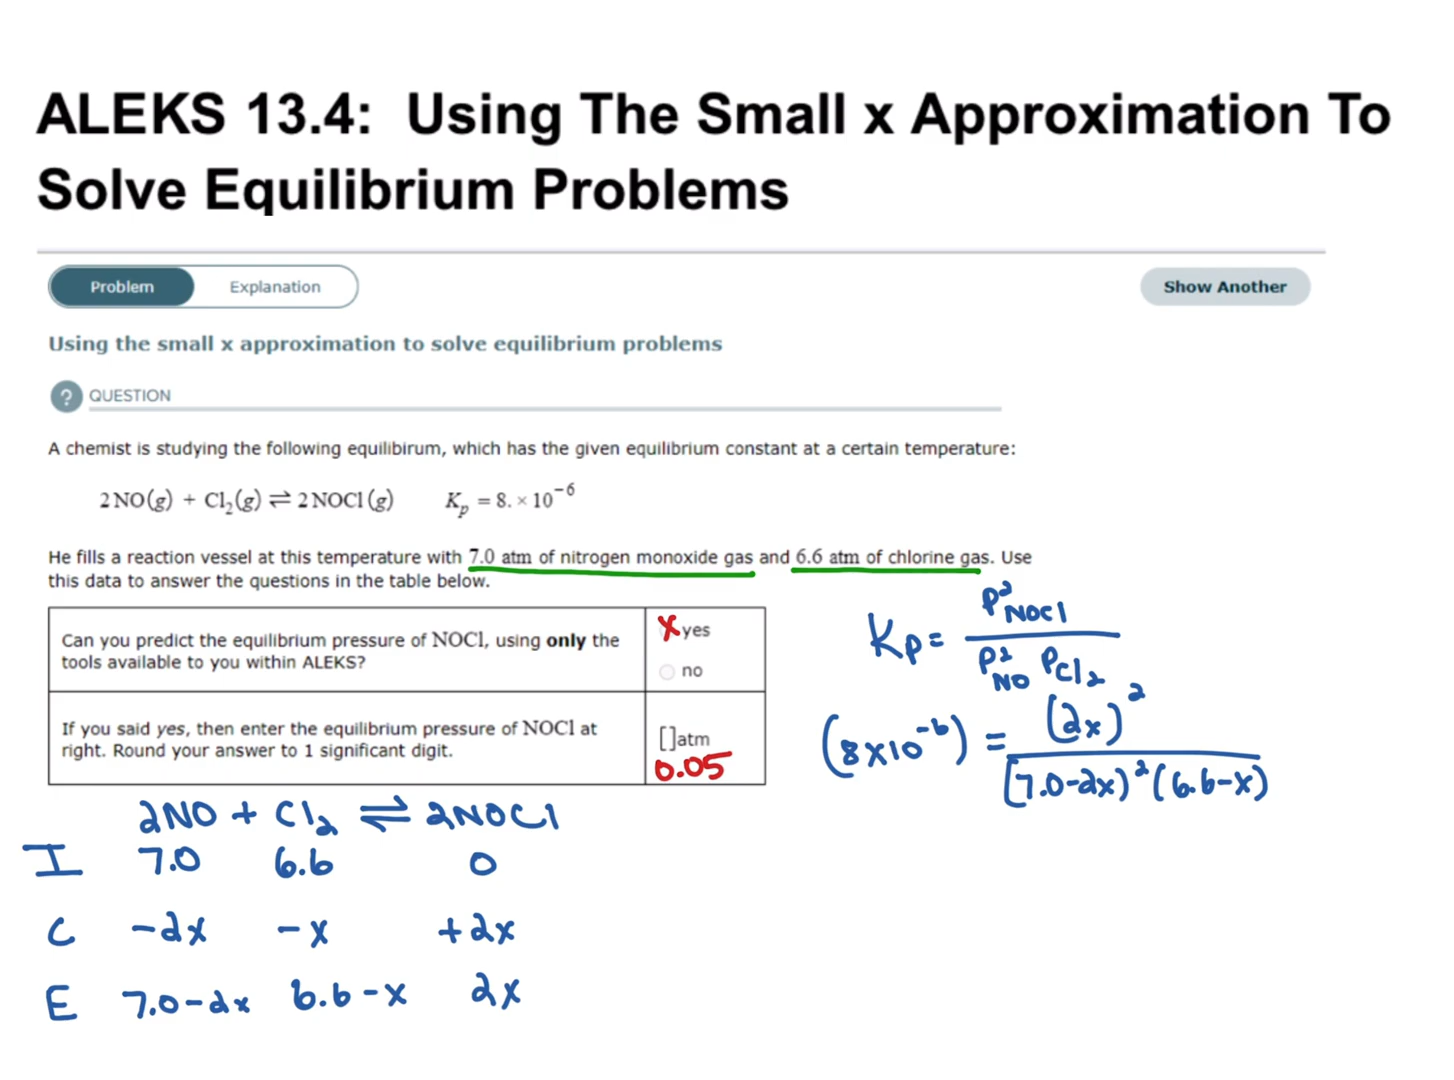 ALEKS 13.4: Using The Small x Approximation To
Solve Equilibrium Problems
Problem Explanation Show Another
Using the small x approximation to solve equilibrium problems
? QUESTION
A chemist is studying the following equilibirum, which has the given equilibrium constant at a certain temperature:
2NO(g) + Cl₂(g) ⇌ 2NOCl(g) Kₚ = 8. × 10⁻⁶
He fills a reaction vessel at this temperature with 7.0 atm of nitrogen monoxide gas and 6.6 atm of chlorine gas. Use
this data to answer the questions in the table below.
Can you predict the equilibrium pressure of NOCl, using only the
tools available to you within ALEKS?
x yes
no
If you said yes, then enter the equilibrium pressure of NOCl at
right. Round your answer to 1 significant digit.
[]atm
0.05
Kp = P²NOCl / P²NO PCl₂
(8x10⁻⁶) = (2x)² / (7.0-2x)²(6.6-x)
2NO + Cl₂ ⇌ 2NOCl
I 7.0 6.6 0
C -2x -x +2x
E 7.0-2x 6.6-x 2x